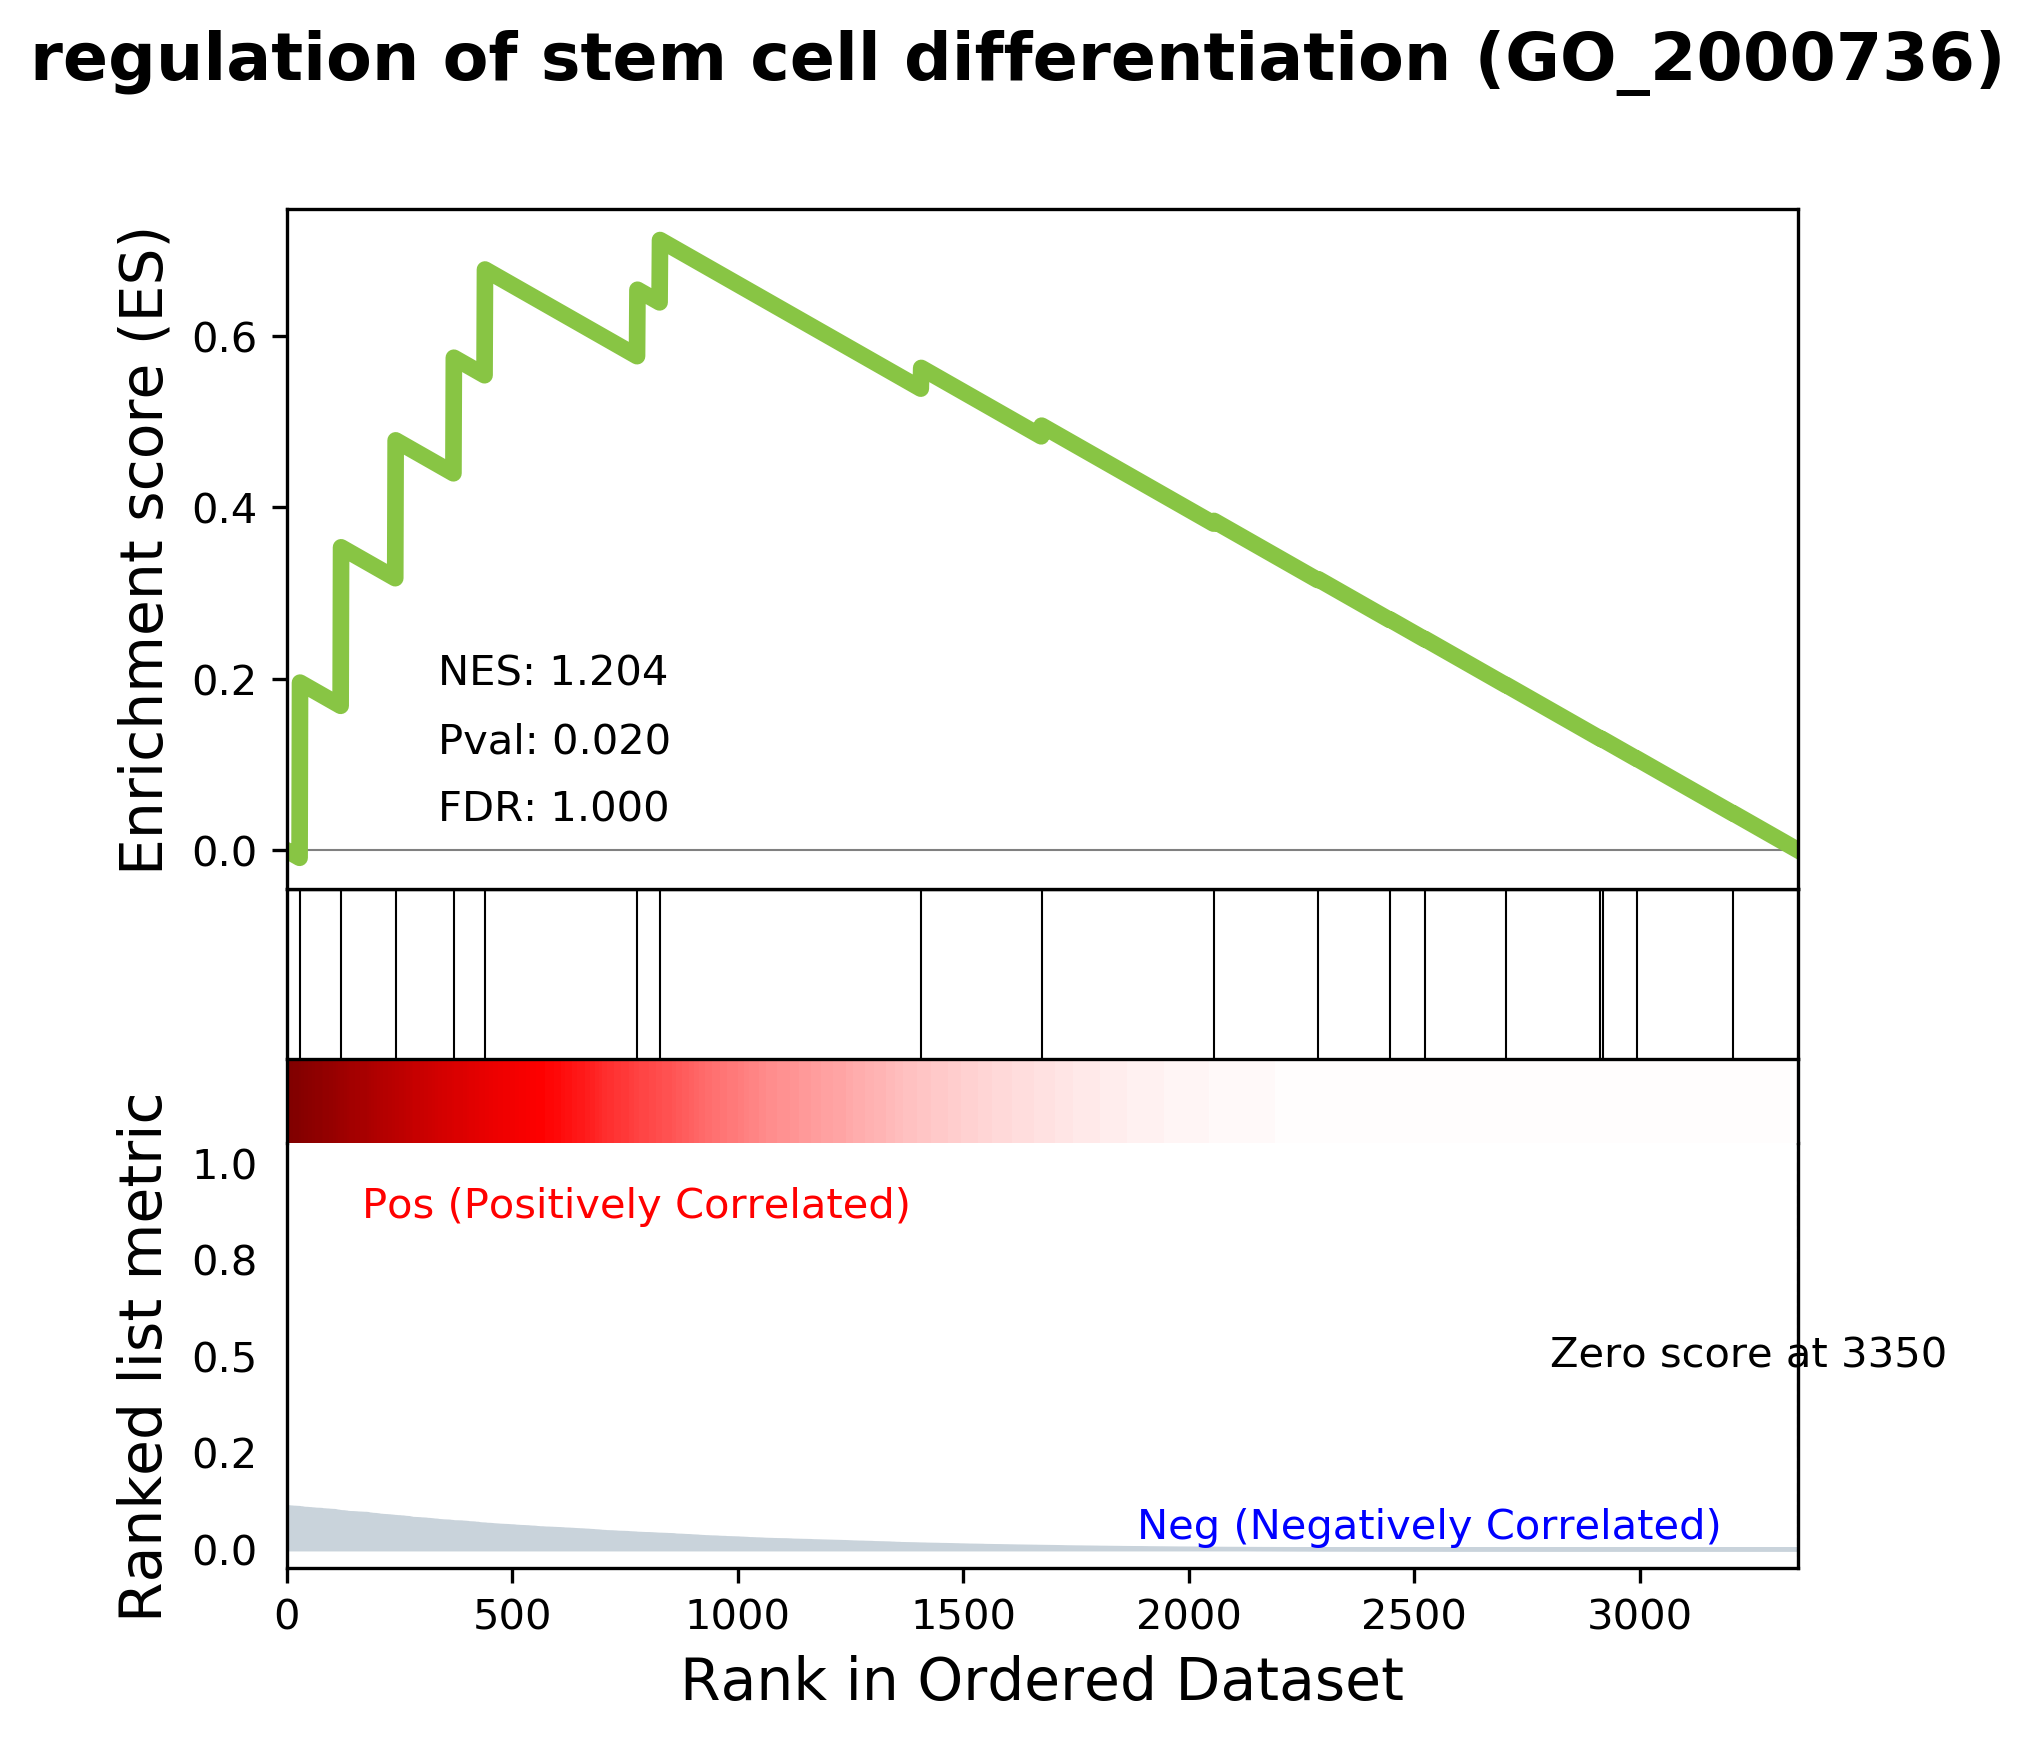 regulation of stem cell differentiation (GO_2000736)
Enrichment score (ES)
0.6
0.4
0.2
0.0
NES: 1.204
Pval: 0.020
FDR: 1.000
Ranked list metric
1.0
0.8
0.5
0.2
0.0
Pos (Positively Correlated)
Zero score at 3350
Neg (Negatively Correlated)
0 500 1000 1500 2000 2500 3000
Rank in Ordered Dataset